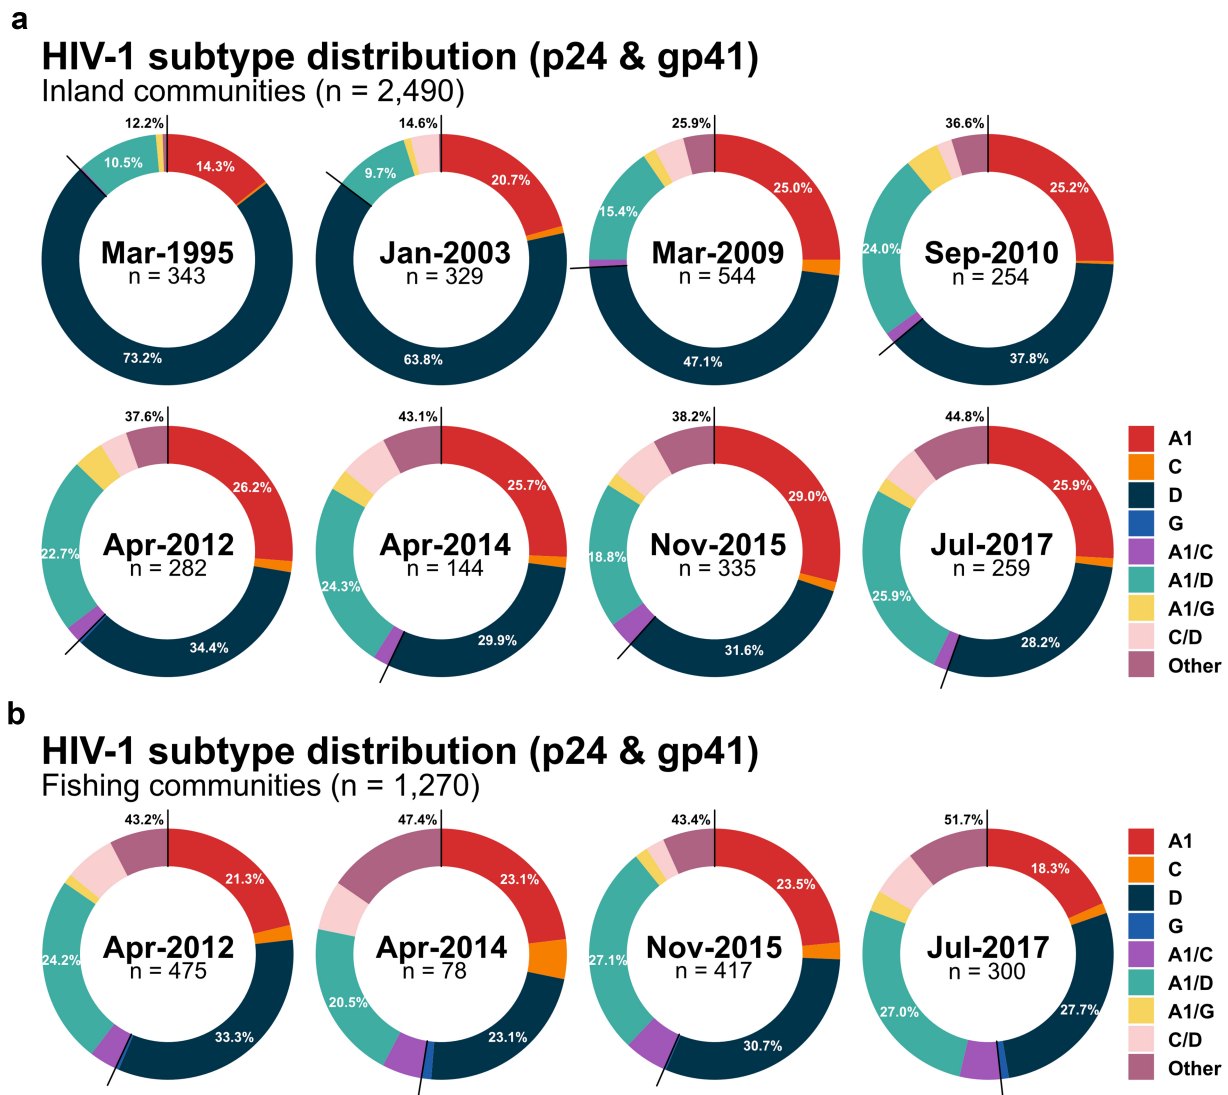 a
HIV-1 subtype distribution (p24 & gp41)
Inland communities (n = 2,490)
12.2%
14.3%
10.5%
73.2%
Mar-1995
n = 343
14.6%
20.7%
9.7%
63.8%
Jan-2003
n = 329
25.9%
25.0%
15.4%
47.1%
Mar-2009
n = 544
36.6%
25.2%
24.0%
37.8%
Sep-2010
n = 254
37.6%
26.2%
22.7%
34.4%
Apr-2012
n = 282
43.1%
25.7%
24.3%
29.9%
Apr-2014
n = 144
38.2%
29.0%
18.8%
31.6%
Nov-2015
n = 335
44.8%
25.9%
25.9%
28.2%
Jul-2017
n = 259
A1
C
D
G
A1/C
A1/D
A1/G
C/D
Other
b
HIV-1 subtype distribution (p24 & gp41)
Fishing communities (n = 1,270)
43.2%
21.3%
24.2%
33.3%
Apr-2012
n = 475
47.4%
23.1%
20.5%
23.1%
Apr-2014
n = 78
43.4%
23.5%
27.1%
30.7%
Nov-2015
n = 417
51.7%
18.3%
27.0%
27.7%
Jul-2017
n = 300
A1
C
D
G
A1/C
A1/D
A1/G
C/D
Other